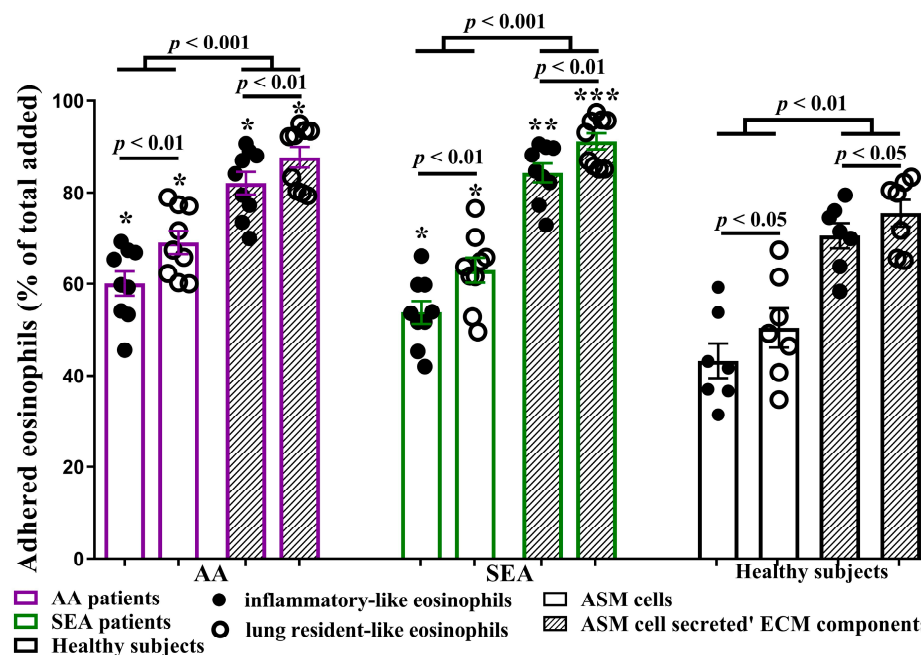 p < 0.001
p < 0.001
p < 0.01
p < 0.01
p < 0.01
p < 0.01
p < 0.01
p < 0.05
p < 0.05
* * * *
* * ** ***
Adhered eosinophils (% of total added)
100
80
60
40
20
0
AA
SEA
Healthy subjects
AA patients
SEA patients
Healthy subjects
inflammatory-like eosinophils
lung resident-like eosinophils
ASM cells
ASM cell secreted' ECM components